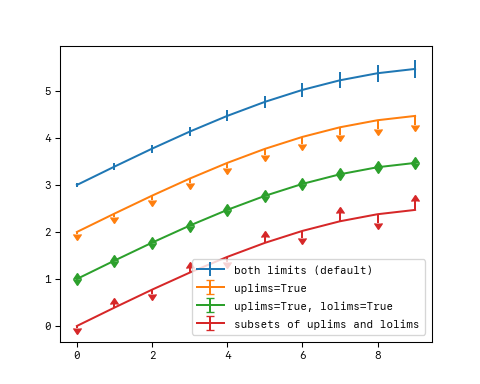 5
4
3
2
1
0
both limits (default)
uplims=True
uplims=True, lolims=True
subsets of uplims and lolims
0 2 4 6 8